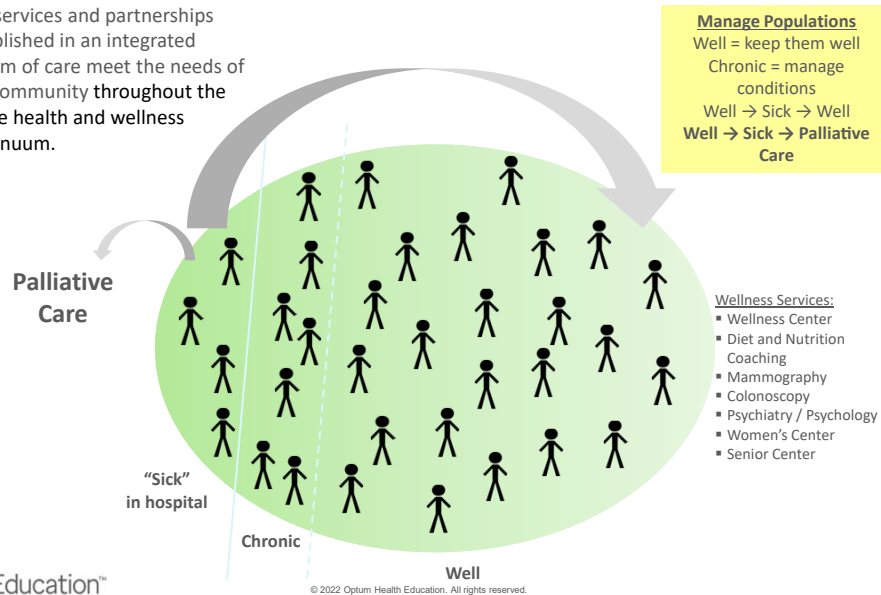 services and partnerships
in an integrated
of care meet the needs of
throughout the
health and wellness
Manage Populations
Well = keep them well
Chronic = manage
conditions
Well → Sick → Well
Well → Sick → Palliative
Care
Palliative
Care
Wellness Services:
▪ Wellness Center
▪ Diet and Nutrition
Coaching
▪ Mammography
▪ Colonoscopy
▪ Psychiatry / Psychology
▪ Women's Center
▪ Senior Center
"Sick"
in hospital
Chronic
Well
Education™
© 2022 Optum Health Education. All rights reserved.